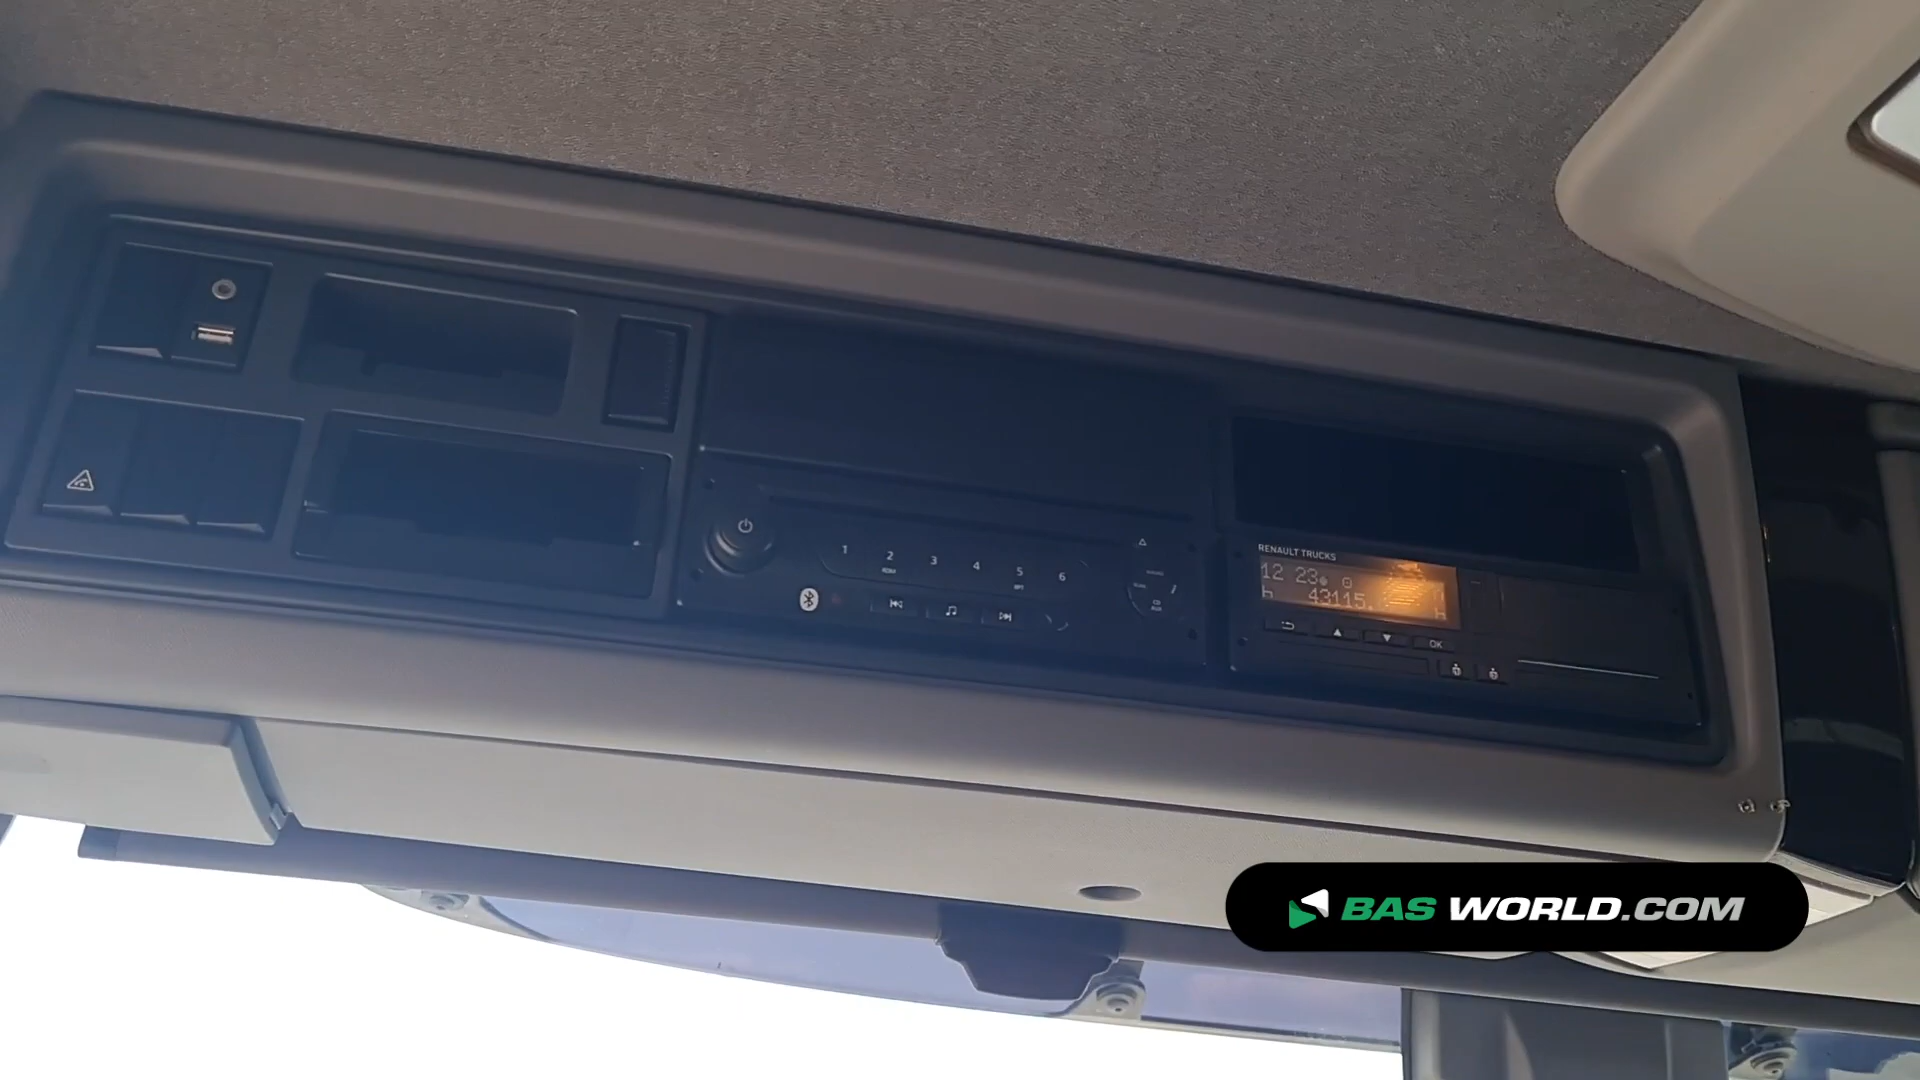 1 2 3 4 5 6
RENAULT TRUCKS
12 23
h 43115.
h
OK
BAS WORLD.COM